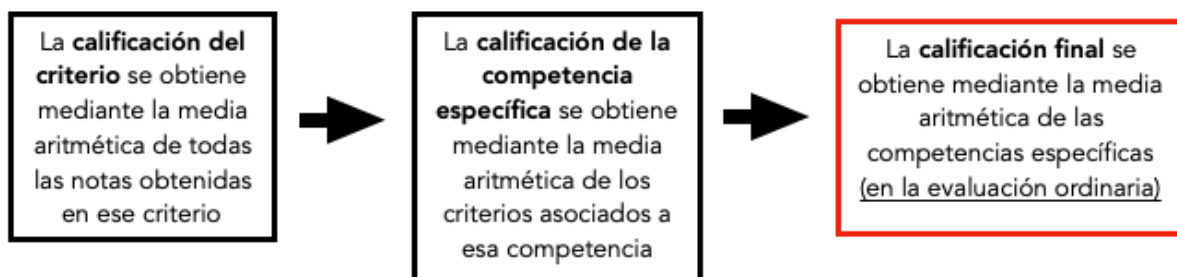 La calificación del
criterio se obtiene
mediante la media
aritmética de todas
las notas obtenidas
en ese criterio
La calificación de la
competencia
específica se obtiene
mediante la media
aritmética de los
criterios asociados a
esa competencia
La calificación final se
obtiene mediante la media
aritmética de las
competencias específicas
(en la evaluación ordinaria)